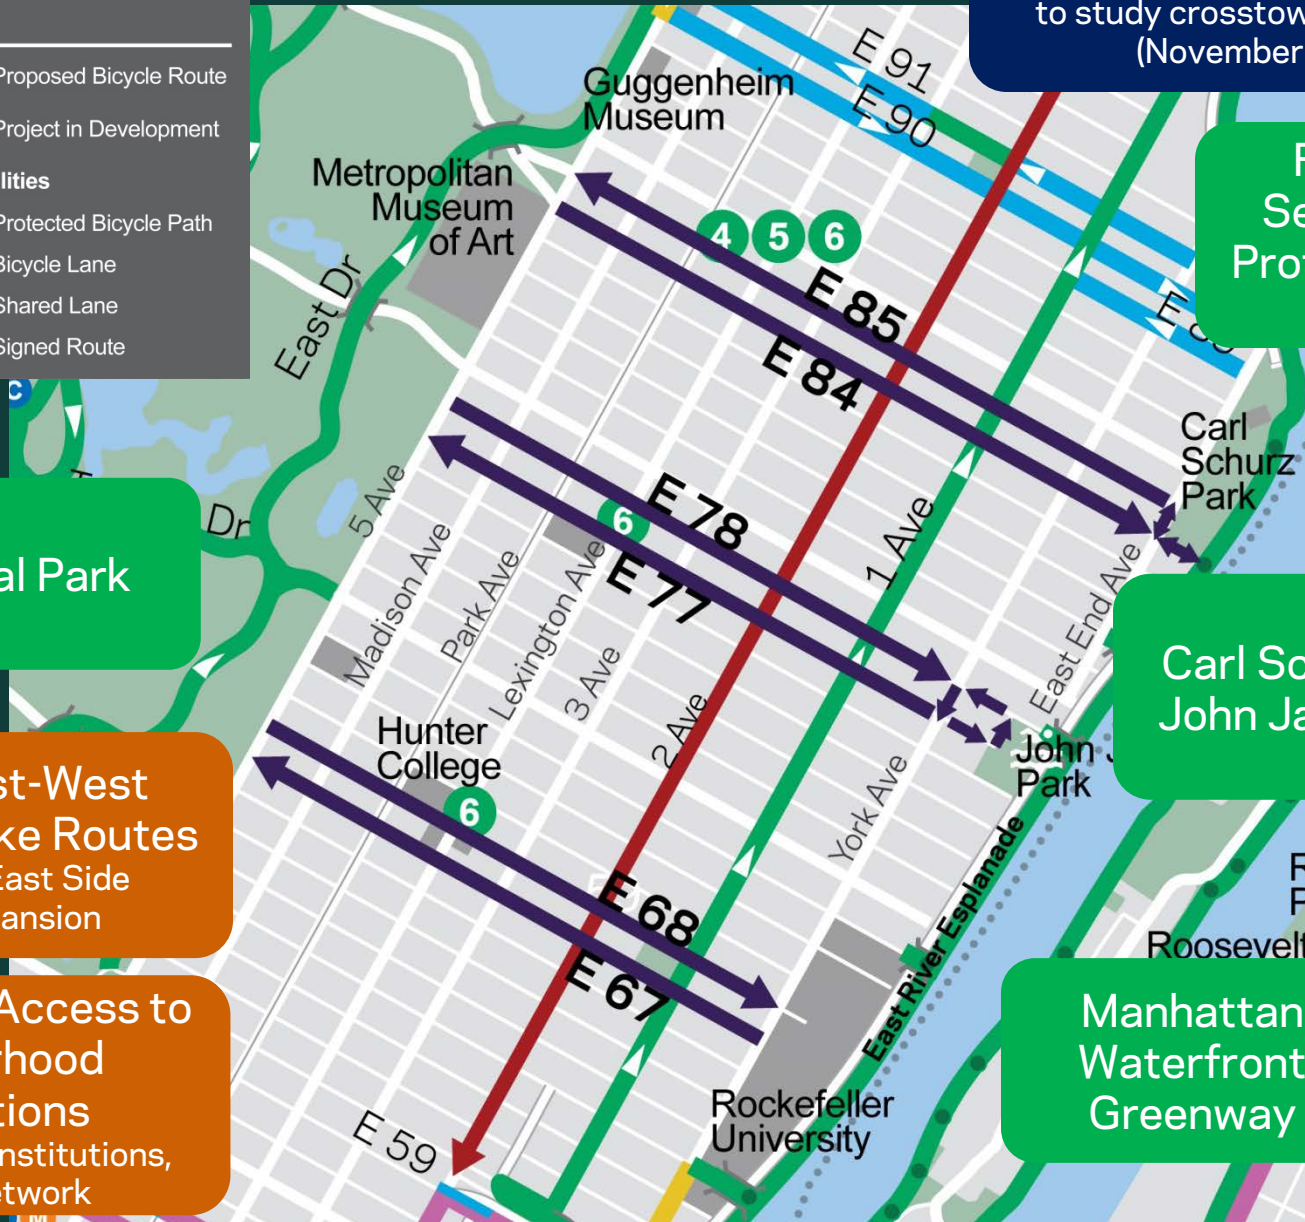 to study crosstow
(November
Proposed Bicycle Route
Project in Development
lities
Protected Bicycle Path
Bicycle Lane
Shared Lane
Signed Route
E 91
E 90
Guggenheim
Museum
Metropolitan
Museum
of Art
4 5 6
E 85
E 84
East Dr
Se
Prot
C
Carl
Schurz
Park
5 Ave
Dr
6
E 78
E 77
1 Ave
Madison Ave
Park Ave
Lexington Ave
3 Ave
2 Ave
East End Ave
al Park
Carl Sc
John Ja
John J
Park
Hunter
College
6
York Ave
st-West
ke Routes
East Side
ansion
E 68
E 67
East River Esplanade
Roosevelt
Access to
rhood
tions
nstitutions,
etwork
M
Manhattan
Waterfront
Greenway
Rockefeller
University
E 59